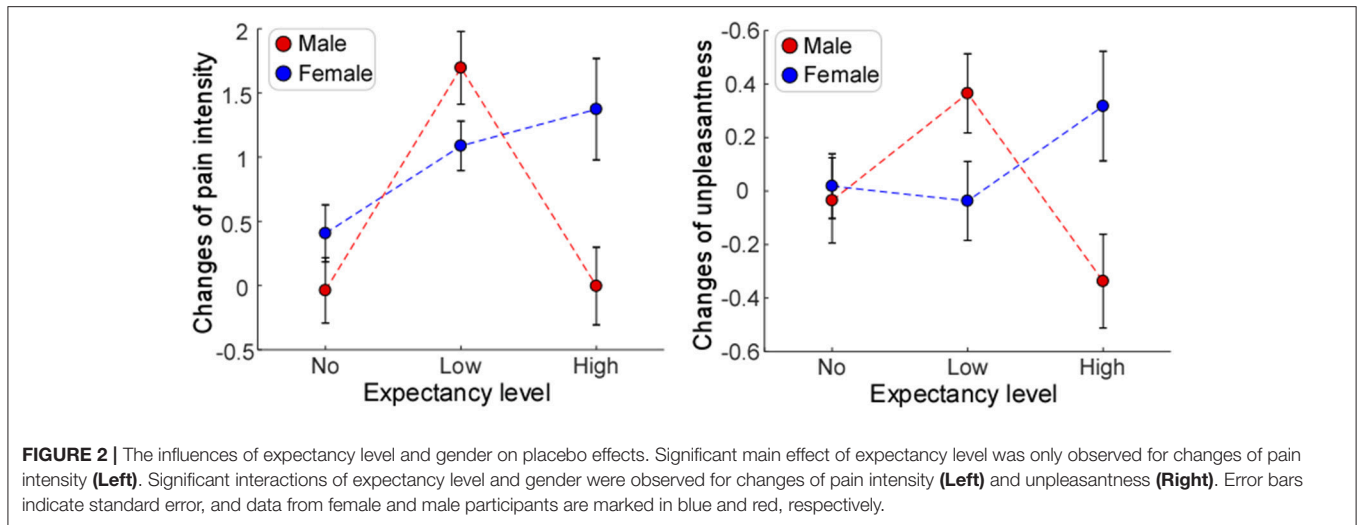 2
1.5
1
0.5
0
-0.5
Changes of pain intensity
Male
Female
No
Low
High
Expectancy level
-0.6
0.4
0.2
0
-0.2
-0.4
-0.6
Changes of unpleasantness
Male
Female
No
Low
High
Expectancy level
FIGURE 2 | The influences of expectancy level and gender on placebo effects. Significant main effect of expectancy level was only observed for changes of pain
intensity (Left). Significant interactions of expectancy level and gender were observed for changes of pain intensity (Left) and unpleasantness (Right). Error bars
indicate standard error, and data from female and male participants are marked in blue and red, respectively.